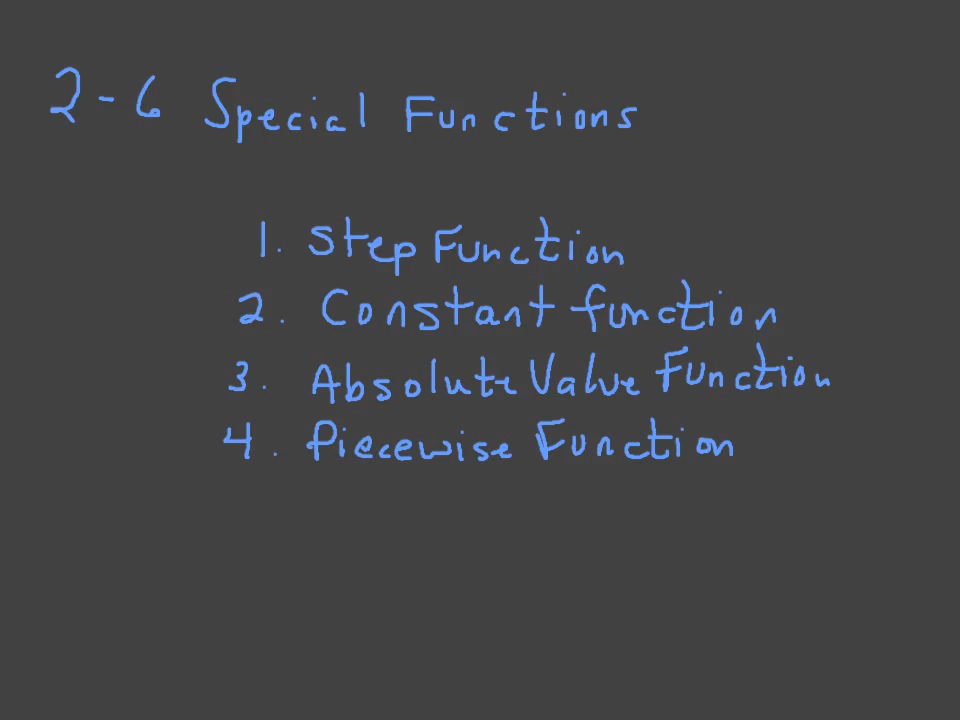 2-6 Special Functions
1. Step Function
2. Constant function
3. Absolute Value Function
4. Piecewise Function